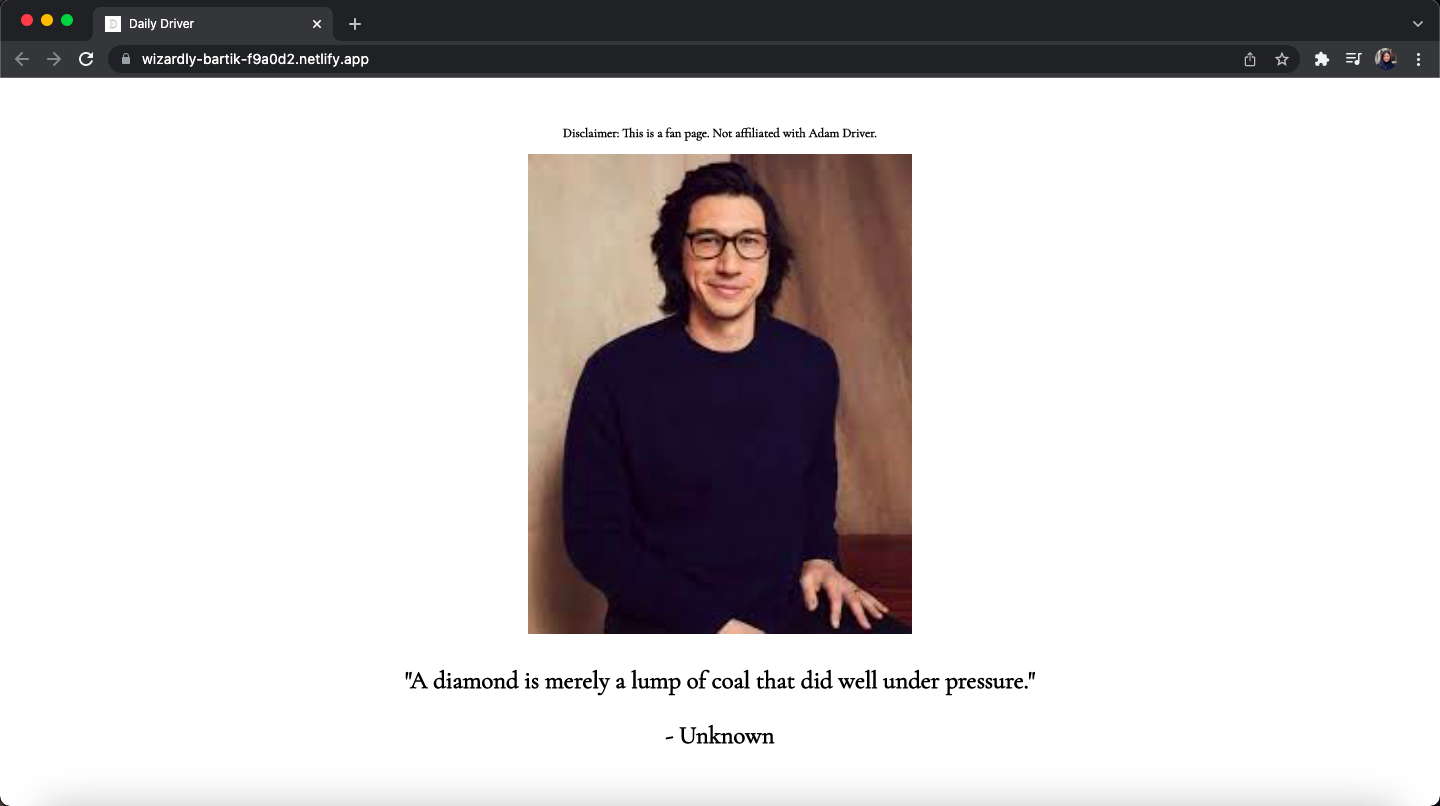 Daily Driver
wizardly-bartik-f9a0d2.netlify.app
Disclaimer: This is a fan page. Not affiliated with Adam Driver.
"A diamond is merely a lump of coal that did well under pressure."
- Unknown